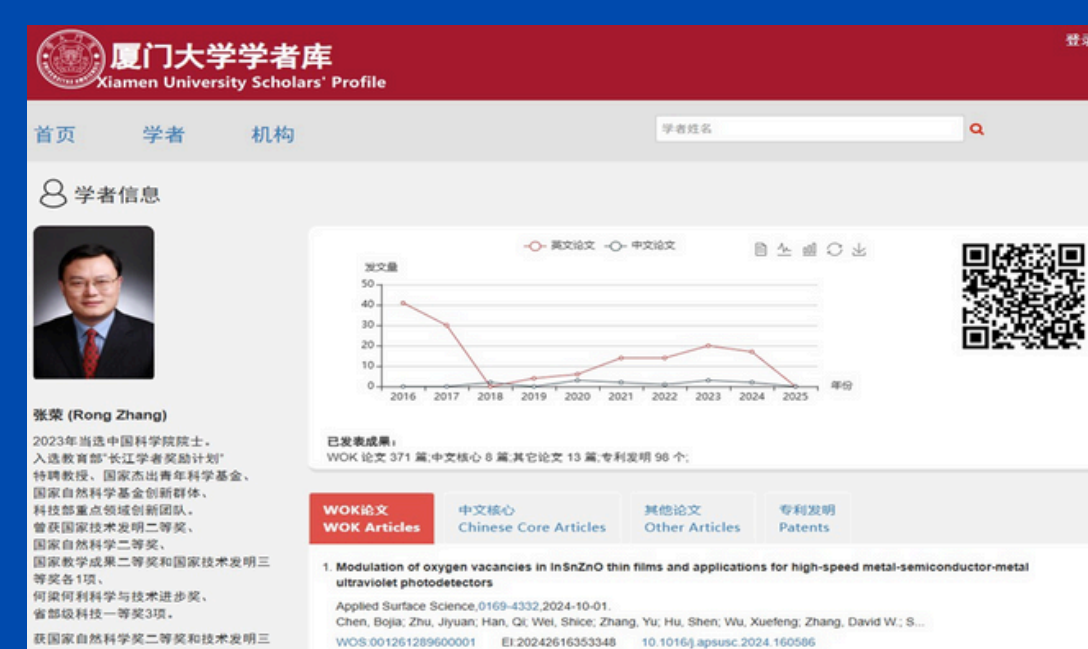 厦门大学学者库
Xiamen University Scholars' Profile
登录
首页 学者 机构
学者姓名
学者信息
英文论文 中文论文
发文量
50
40
30
20
10
0
2016 2017 2018 2019 2020 2021 2022 2023 2024 2025 年份
已发表成果:
WOK 论文 371 篇;中文核心 8 篇;其它论文 13 篇;专利发明 98 个;
张荣 (Rong Zhang)
2023年当选中国科学院院士。
入选教育部“长江学者奖励计划”
特聘教授、国家杰出青年科学基金、
国家自然科学基金创新群体、
科技部重点领域创新团队。
曾获国家技术发明二等奖、
国家自然科学二等奖、
国家教学成果二等奖和国家技术发明三
等奖各1项、
何梁何利科学与技术进步奖、
省部级科技一等奖3项。
获国家自然科学奖二等奖和技术发明三
WOK论文 中文核心 其他论文 专利发明
WOK Articles Chinese Core Articles Other Articles Patents
1. Modulation of oxygen vacancies in InSnZnO thin films and applications for high-speed metal-semiconductor-metal
ultraviolet photodetectors
Applied Surface Science,0169-4332,2024-10-01.
Chen, Bojia; Zhu, Jiyuan; Han, Qi; Wei, Shice; Zhang, Yu; Hu, Shen; Wu, Xuefeng; Zhang, David W.; S...
WOS:001261289600001 EI:20242616353348 10.1016/j.apsusc.2024.160586